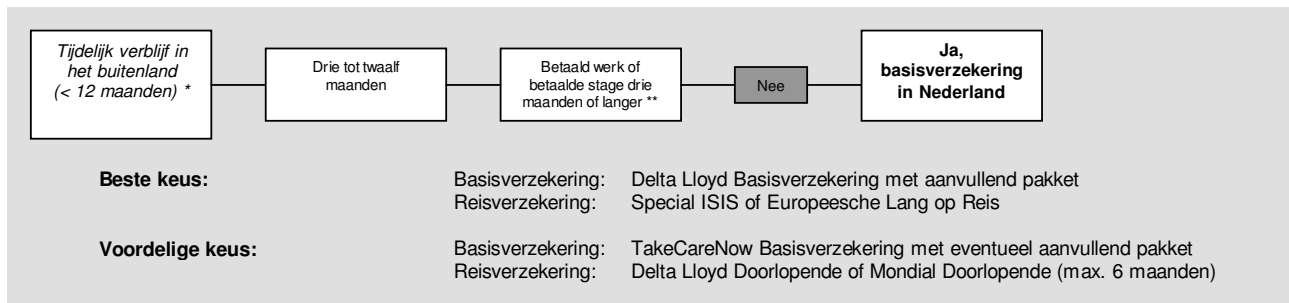 Tijdelijk verblijf in
het buitenland
(< 12 maanden) *
Drie tot twaalf
maanden
Betaald werk of
betaalde stage drie
maanden of langer **
Nee
Ja,
basisverzekering
in Nederland
Beste keus: Basisverzekering: Delta Lloyd Basisverzekering met aanvullend pakket
Reisverzekering: Special ISIS of Europeesche Lang op Reis
Voordelige keus: Basisverzekering: TakeCareNow Basisverzekering met eventueel aanvullend pakket
Reisverzekering: Delta Lloyd Doorlopende of Mondial Doorlopende (max. 6 maanden)